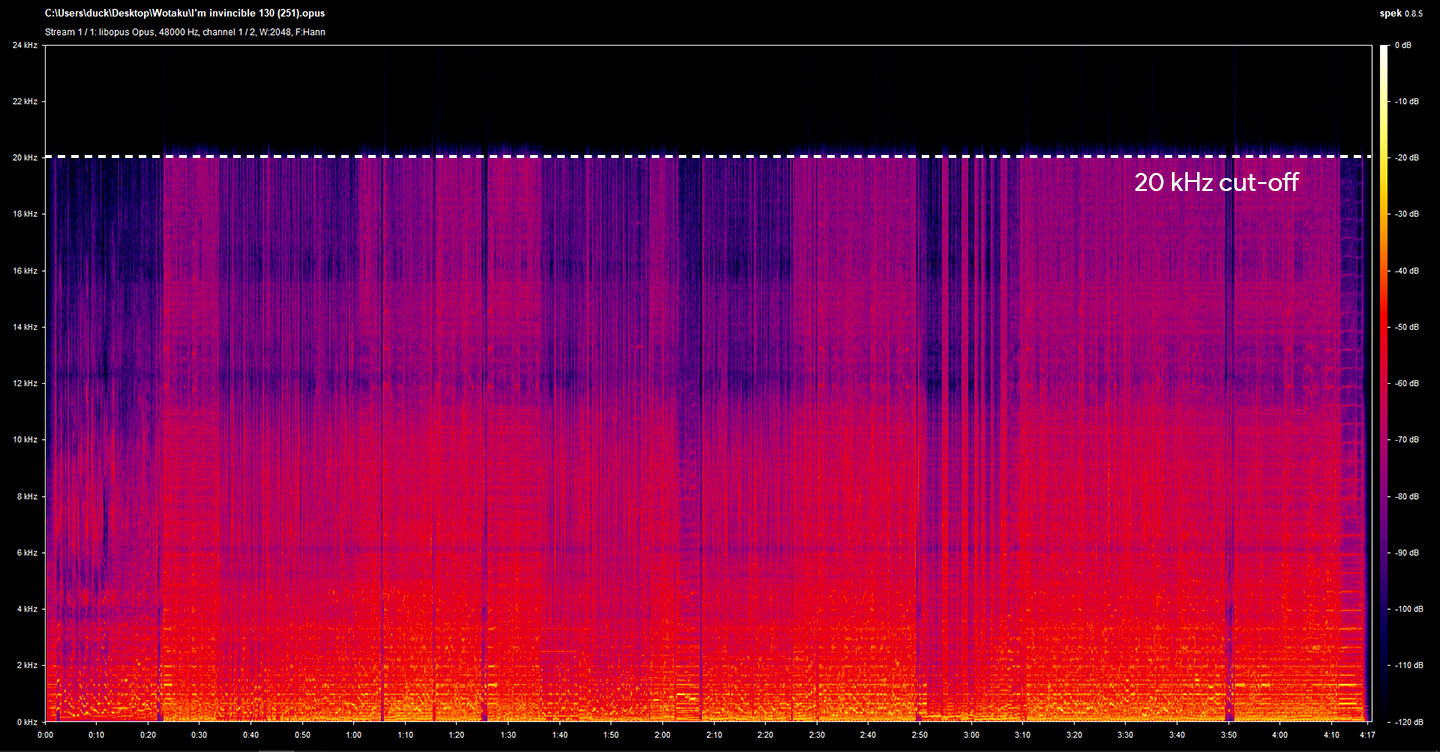 C:\Users\duck\Desktop\Wotaku\I'm invincible 130 (251).opus
spek 0.8.5
Stream 1 / 1: libopus Opus, 48000 Hz, channel 1 / 2, W:2048, F:Hann
24 kHz
22 kHz
20 kHz
18 kHz
16 kHz
14 kHz
12 kHz
10 kHz
8 kHz
6 kHz
4 kHz
2 kHz
0 kHz
20 kHz cut-off
0 dB
-10 dB
-20 dB
-30 dB
-40 dB
-50 dB
-60 dB
-70 dB
-80 dB
-90 dB
-100 dB
-110 dB
-120 dB
0:00 0:10 0:20 0:30 0:40 0:50 1:00 1:10 1:20 1:30 1:40 1:50 2:00 2:10 2:20 2:30 2:40 2:50 3:00 3:10 3:20 3:30 3:40 3:50 4:00 4:10 4:17